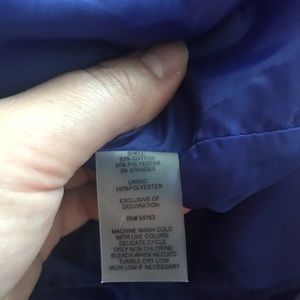 SHELL:
63% COTTON
34% POLYESTER
3% SPANDEX
LINING:
100%POLYESTER
EXCLUSIVE OF
DECORATION
RN# 54163
MACHINE WASH COLD
WITH LIKE COLORS
DELICATE CYCLE
ONLY NON CHLORINE
BLEACH WHEN NEEDED
TUMBLE DRY LOW
IRON LOW IF NECESSARY